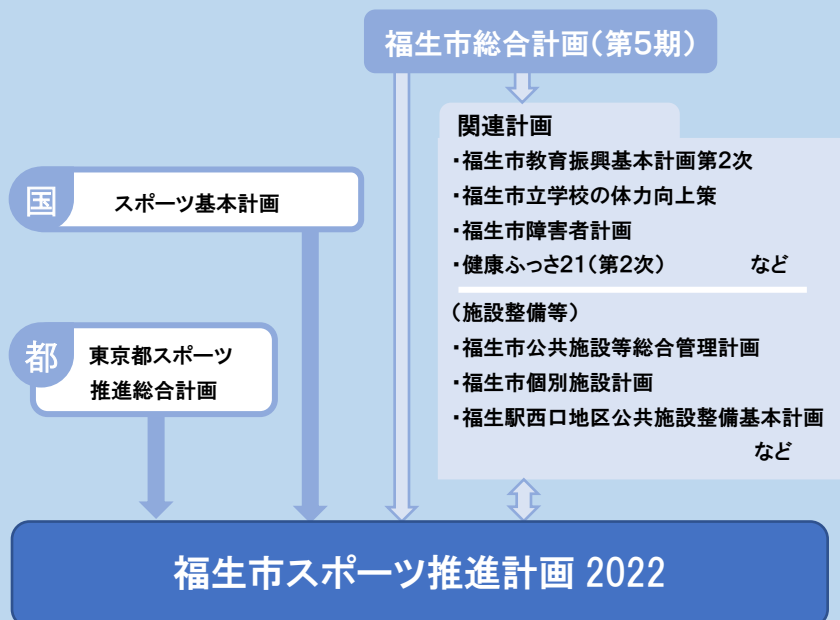 福生市総合計画(第5期)
関連計画
・福生市教育振興基本計画第2次
・福生市立学校の体力向上策
・福生市障害者計画
・健康ふっさ21(第2次) など
(施設整備等)
・福生市公共施設等総合管理計画
・福生市個別施設計画
・福生駅西口地区公共施設整備基本計画
など
国 スポーツ基本計画
都 東京都スポーツ
推進総合計画
福生市スポーツ推進計画 2022